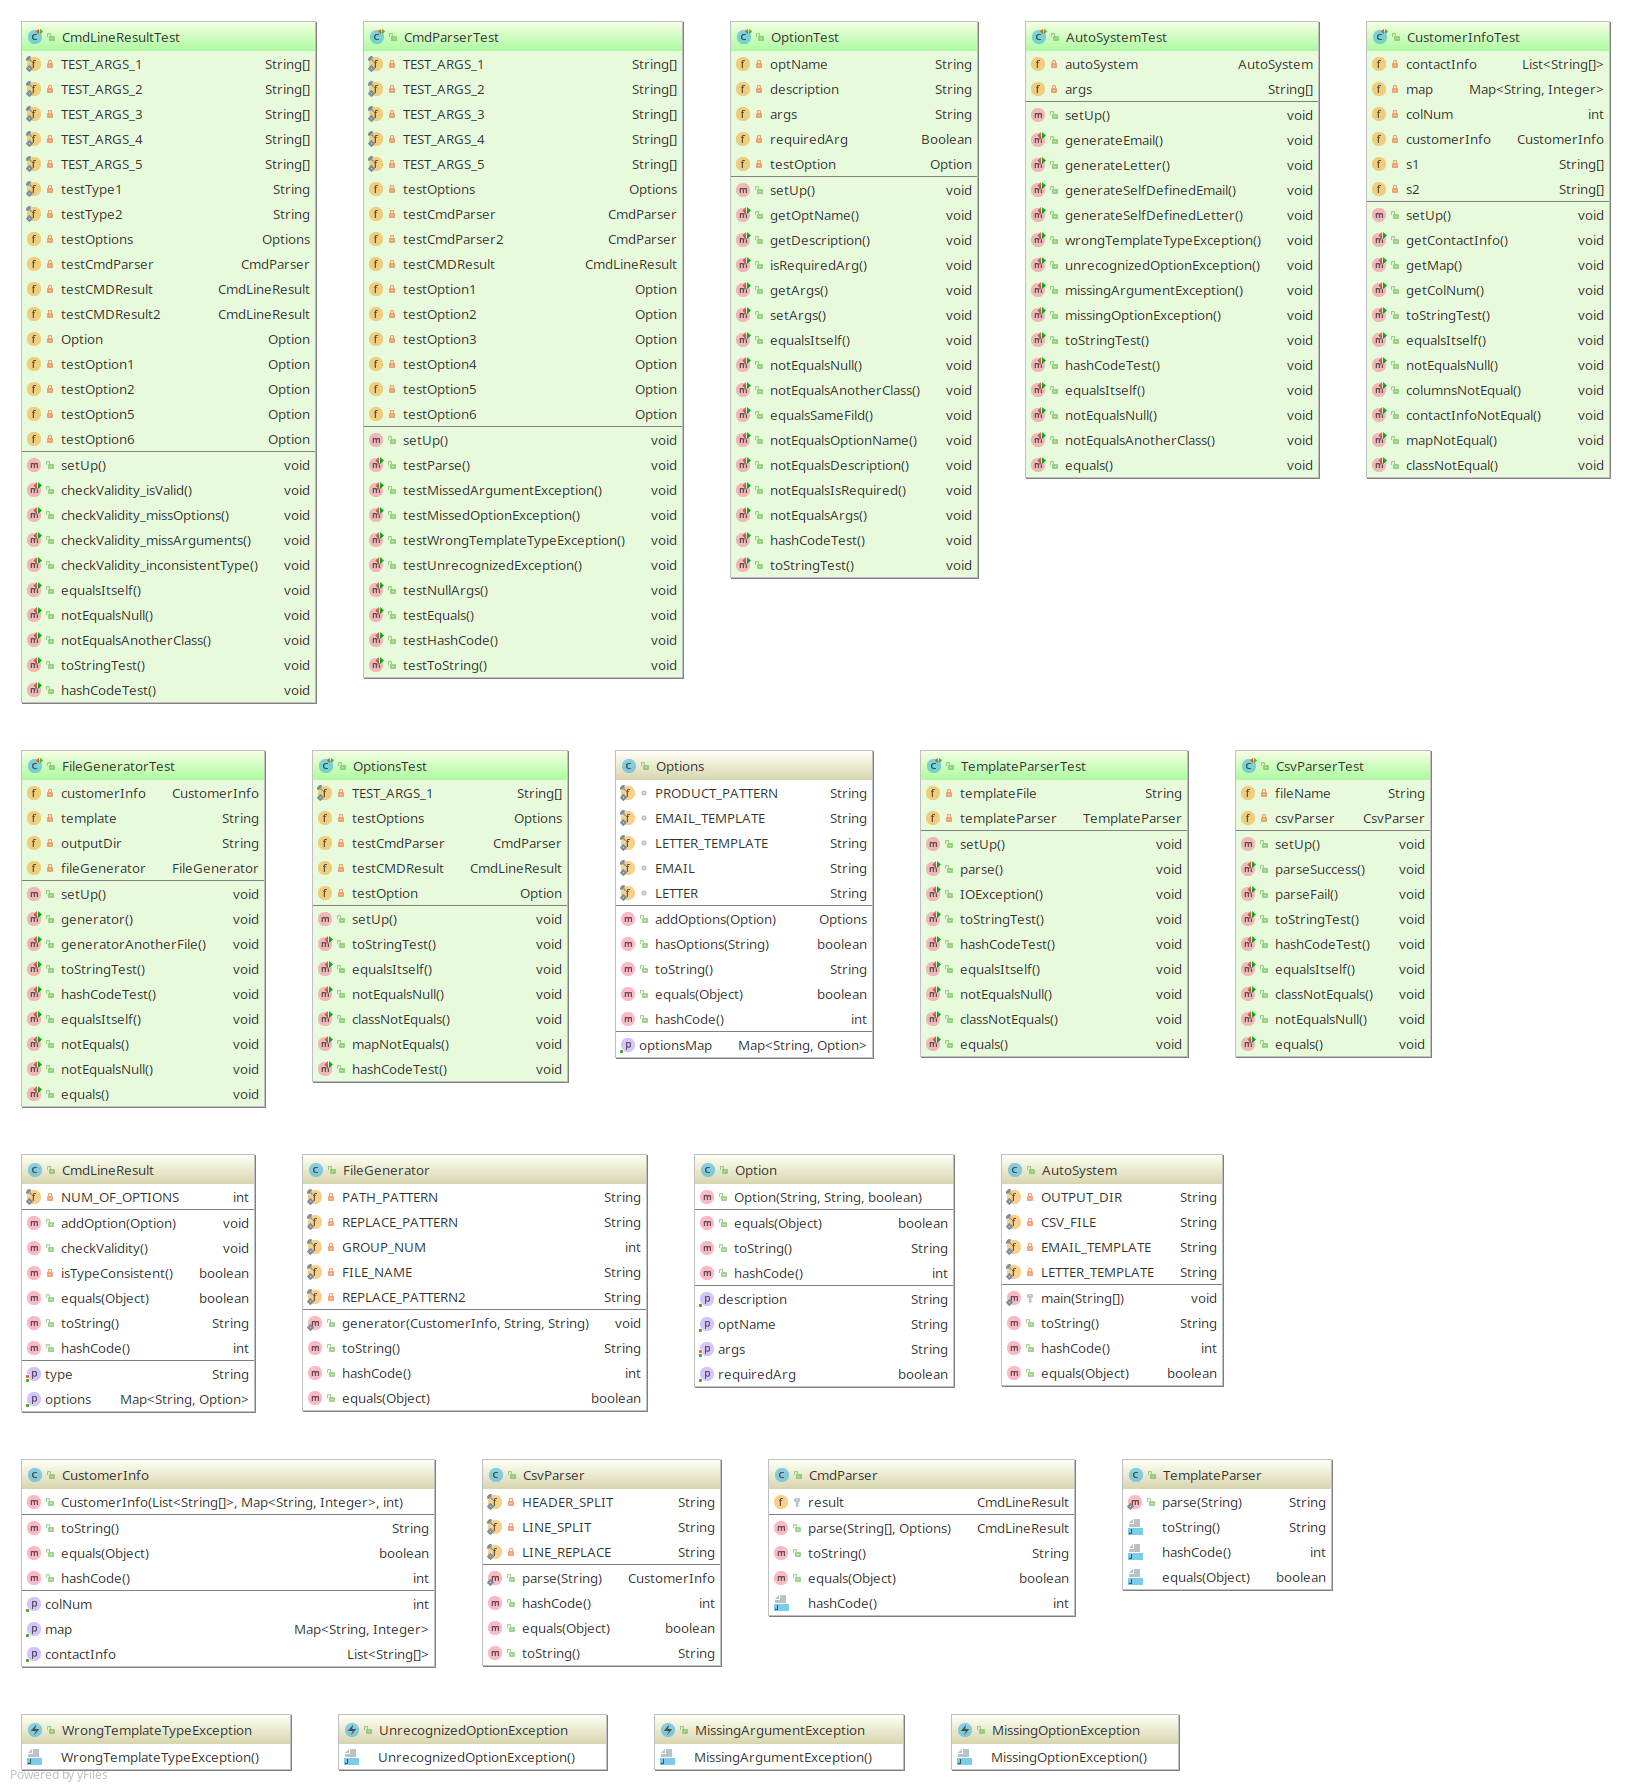 CmdLineResultTest
TEST_ARGS_1 String[]
TEST_ARGS_2 String[]
TEST_ARGS_3 String[]
TEST_ARGS_4 String[]
TEST_ARGS_5 String[]
testType1 String
testType2 String
testOptions Options
testCmdParser CmdParser
testCMDResult CmdLineResult
testCMDResult2 CmdLineResult
Option Option
testOption1 Option
testOption2 Option
testOption5 Option
testOption6 Option
setUp() void
checkValidity_isValid() void
checkValidity_missOptions() void
checkValidity_missArguments() void
checkValidity_inconsistentType() void
equalsItself() void
notEqualsNull() void
notEqualsAnotherClass() void
toStringTest() void
hashCodeTest() void
CmdParserTest
TEST_ARGS_1 String[]
TEST_ARGS_2 String[]
TEST_ARGS_3 String[]
TEST_ARGS_4 String[]
TEST_ARGS_5 String[]
testOptions Options
testCmdParser CmdParser
testCmdParser2 CmdParser
testCMDResult CmdLineResult
testOption1 Option
testOption2 Option
testOption3 Option
testOption4 Option
testOption5 Option
testOption6 Option
setUp() void
testParse() void
testMissedArgumentException() void
testMissedOptionException() void
testWrongTemplateTypeException() void
testUnrecognizedException() void
testNullArgs() void
testEquals() void
testHashCode() void
testToString() void
OptionTest
optName String
description String
args String
requiredArg Boolean
testOption Option
setUp() void
getOptName() void
getDescription() void
isRequiredArg() void
getArgs() void
setArgs() void
equalsItself() void
notEqualsNull() void
notEqualsAnotherClass() void
equalsSameFild() void
notEqualsOptionName() void
notEqualsDescription() void
notEqualsIsRequired() void
notEqualsArgs() void
hashCodeTest() void
toStringTest() void
AutoSystemTest
autoSystem AutoSystem
args String[]
setUp() void
generateEmail() void
generateLetter() void
generateSelfDefinedEmail() void
generateSelfDefinedLetter() void
wrongTemplateTypeException() void
unrecognizedOptionException() void
missingArgumentException() void
missingOptionException() void
toStringTest() void
hashCodeTest() void
equalsItself() void
notEqualsNull() void
notEqualsAnotherClass() void
equals() void
CustomerInfoTest
contactInfo List<String[]>
map Map<String, Integer>
colNum int
customerInfo CustomerInfo
s1 String[]
s2 String[]
setUp() void
getContactInfo() void
getMap() void
getColNum() void
toStringTest() void
equalsItself() void
notEqualsNull() void
columnsNotEqual() void
contactInfoNotEqual() void
mapNotEqual() void
classNotEqual() void
FileGeneratorTest
customerInfo CustomerInfo
template String
outputDir String
fileGenerator FileGenerator
setUp() void
generator() void
generatorAnotherFile() void
toStringTest() void
hashCodeTest() void
equalsItself() void
notEquals() void
notEqualsNull() void
equals() void
OptionsTest
TEST_ARGS_1 String[]
testOptions Options
testCmdParser CmdParser
testCMDResult CmdLineResult
testOption Option
setUp() void
toStringTest() void
equalsItself() void
notEqualsNull() void
classNotEquals() void
mapNotEquals() void
hashCodeTest() void
Options
PRODUCT_PATTERN String
EMAIL_TEMPLATE String
LETTER_TEMPLATE String
EMAIL String
LETTER String
addOptions(Option) Options
hasOptions(String) boolean
toString() String
equals(Object) boolean
hashCode() int
optionsMap Map<String, Option>
TemplateParserTest
templateFile String
templateParser TemplateParser
setUp() void
parse() void
IOException() void
toStringTest() void
hashCodeTest() void
equalsItself() void
notEqualsNull() void
classNotEquals() void
equals() void
CsvParserTest
fileName String
csvParser CsvParser
setUp() void
parseSuccess() void
parseFail() void
toStringTest() void
hashCodeTest() void
equalsItself() void
classNotEquals() void
notEqualsNull() void
equals() void
CmdLineResult
NUM_OF_OPTIONS int
addOption(Option) void
checkValidity() void
isTypeConsistent() boolean
equals(Object) boolean
toString() String
hashCode() int
type String
options Map<String, Option>
FileGenerator
PATH_PATTERN String
REPLACE_PATTERN String
GROUP_NUM int
FILE_NAME String
REPLACE_PATTERN2 String
generator(CustomerInfo, String, String) void
toString() String
hashCode() int
equals(Object) boolean
Option
Option(String, String, boolean)
equals(Object) boolean
toString() String
hashCode() int
description String
optName String
args String
requiredArg boolean
AutoSystem
OUTPUT_DIR String
CSV_FILE String
EMAIL_TEMPLATE String
LETTER_TEMPLATE String
main(String[]) void
toString() String
hashCode() int
equals(Object) boolean
CustomerInfo
CustomerInfo(List<String[]>, Map<String, Integer>, int)
toString() String
equals(Object) boolean
hashCode() int
colNum int
map Map<String, Integer>
contactInfo List<String[]>
CsvParser
HEADER_SPLIT String
LINE_SPLIT String
LINE_REPLACE String
parse(String) CustomerInfo
hashCode() int
equals(Object) boolean
toString() String
CmdParser
result CmdLineResult
parse(String[], Options) CmdLineResult
toString() String
equals(Object) boolean
hashCode() int
TemplateParser
parse(String) String
toString() String
hashCode() int
equals(Object) boolean
WrongTemplateTypeException
WrongTemplateTypeException()
UnrecognizedOptionException
UnrecognizedOptionException()
MissingArgumentException
MissingArgumentException()
MissingOptionException
MissingOptionException()
Powered by yFiles